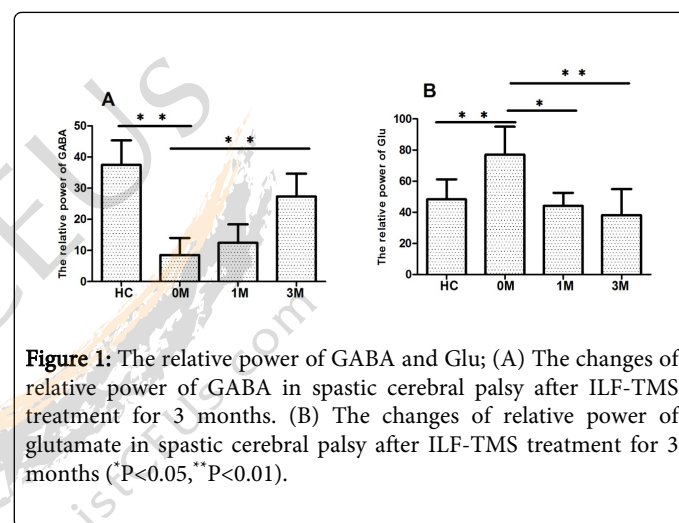 A
* *
* *
The relative power of GABA
50
40
30
20
10
0
HC 0M 1M 3M
B
* *
* *
*
The relative power of Glu
100
80
60
40
20
0
HC 0M 1M 3M
Figure 1: The relative power of GABA and Glu; (A) The changes of
relative power of GABA in spastic cerebral palsy after ILF-TMS
treatment for 3 months. (B) The changes of relative power of
glutamate in spastic cerebral palsy after ILF-TMS treatment for 3
months (*P<0.05,**P<0.01).